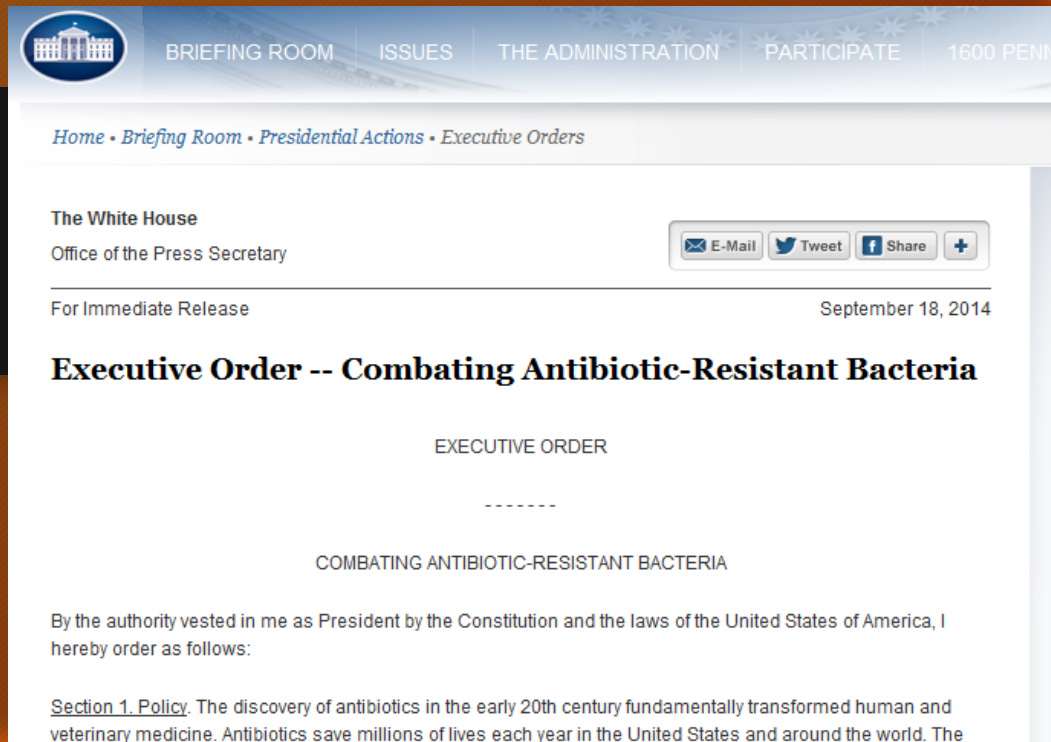 BRIEFING ROOM ISSUES THE ADMINISTRATION PARTICIPATE 1600 PENN
Home • Briefing Room • Presidential Actions • Executive Orders
The White House
Office of the Press Secretary
E-Mail Tweet Share +
For Immediate Release September 18, 2014
Executive Order -- Combating Antibiotic-Resistant Bacteria
EXECUTIVE ORDER
- - - - - - -
COMBATING ANTIBIOTIC-RESISTANT BACTERIA
By the authority vested in me as President by the Constitution and the laws of the United States of America, I
hereby order as follows:
Section 1. Policy. The discovery of antibiotics in the early 20th century fundamentally transformed human and
veterinary medicine. Antibiotics save millions of lives each year in the United States and around the world. The